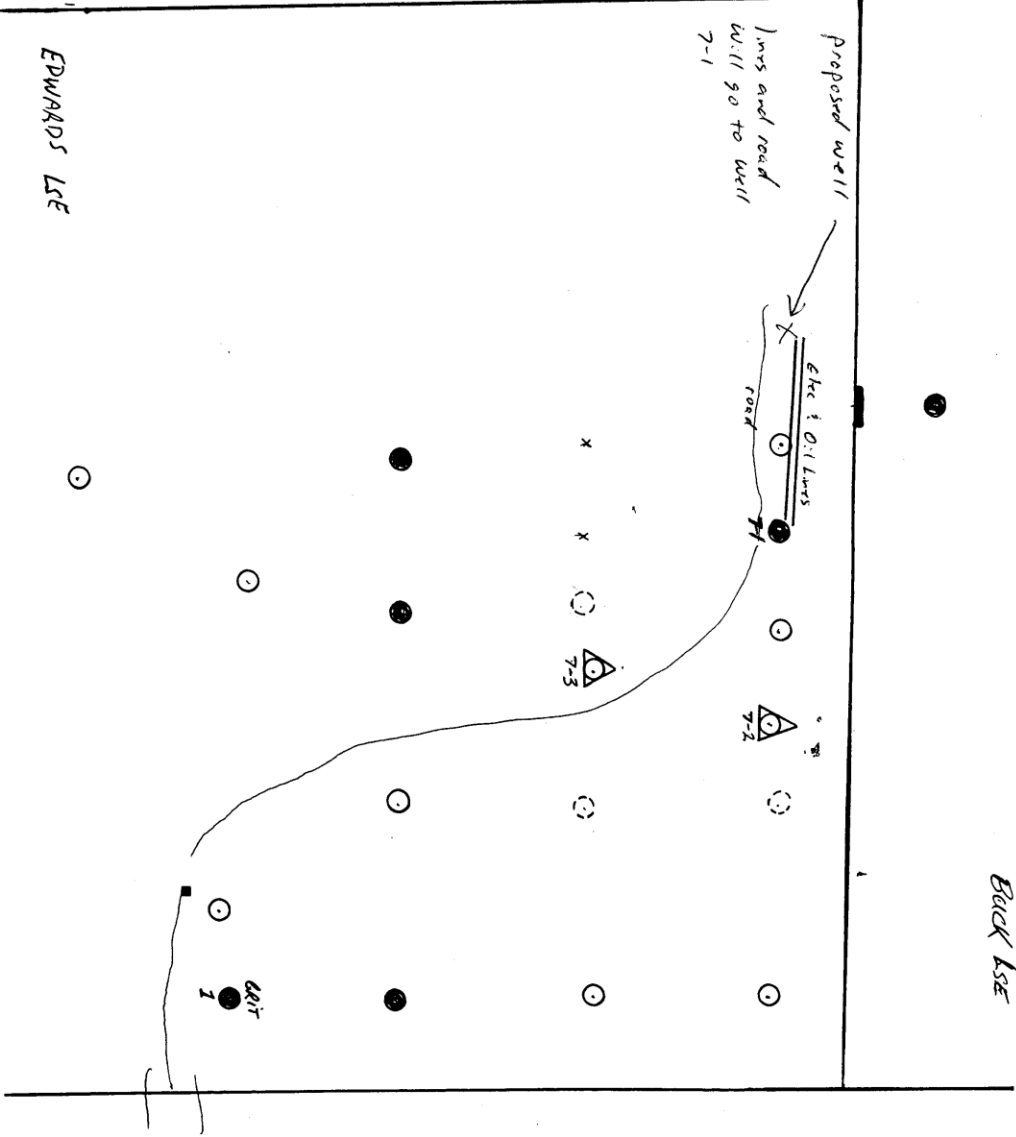 EDWARDS LSE
proposed well
lines and road
will go to well
7-1
Elec & Oil Lines
road
7-1
7-3
7-2
BUCK LSE
BRIT
1